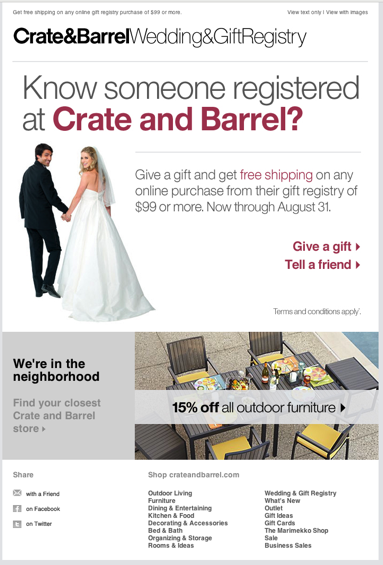 Get free shipping on any online gift registry purchase of $99 or more.
View text only | View with images
Crate&Barrel Wedding&GiftRegistry
Know someone registered
at Crate and Barrel?
Give a gift and get free shipping on any
online purchase from their gift registry of
$99 or more. Now through August 31.
Give a gift
Tell a friend
Terms and conditions apply*.
We're in the
neighborhood
Find your closest
Crate and Barrel
store
15% off all outdoor furniture
Share
with a Friend
on Facebook
on Twitter
Shop crateandbarrel.com
Outdoor Living
Furniture
Dining & Entertaining
Kitchen & Food
Decorating & Accessories
Bed & Bath
Organizing & Storage
Rooms & Ideas
Wedding & Gift Registry
What's New
Outlet
Gift Ideas
Gift Cards
The Marimekko Shop
Sale
Business Sales